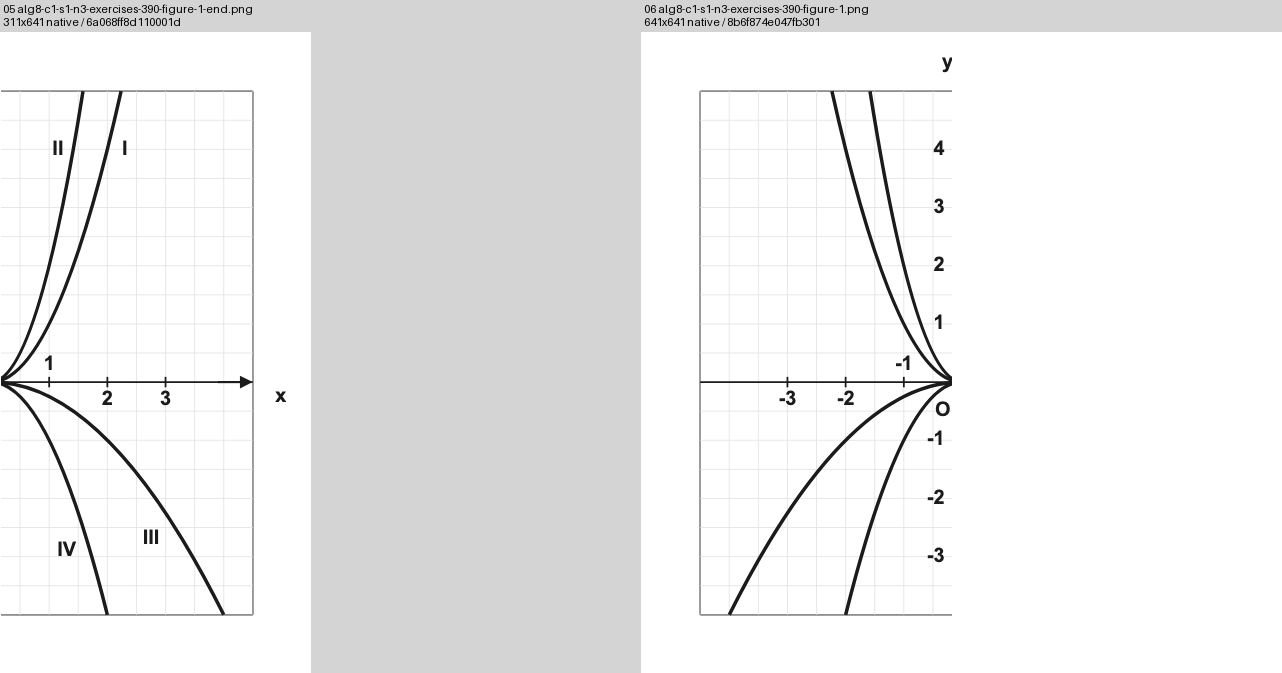 05 alg8-c1-s1-n3-exercises-390-figure-1-end.png
311x641 native / 6a068ff8d110001d
II
I
1
2
3
x
IV
III
06 alg8-c1-s1-n3-exercises-390-figure-1.png
641x641 native / 8b6f874e047fb301
y
4
3
2
1
-1
-3
-2
O
-1
-2
-3